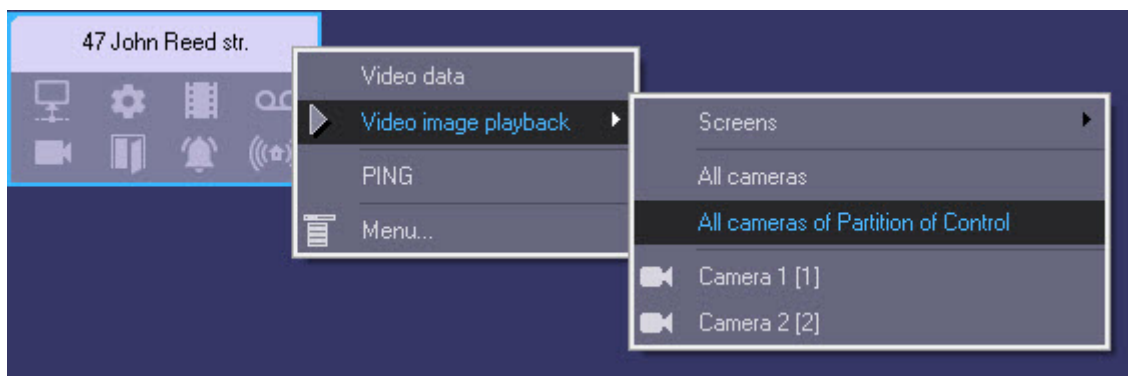 47 John Reed str.
Video data
Video image playback
PING
Menu...
Screens
All cameras
All cameras of Partition of Control
Camera 1 [1]
Camera 2 [2]